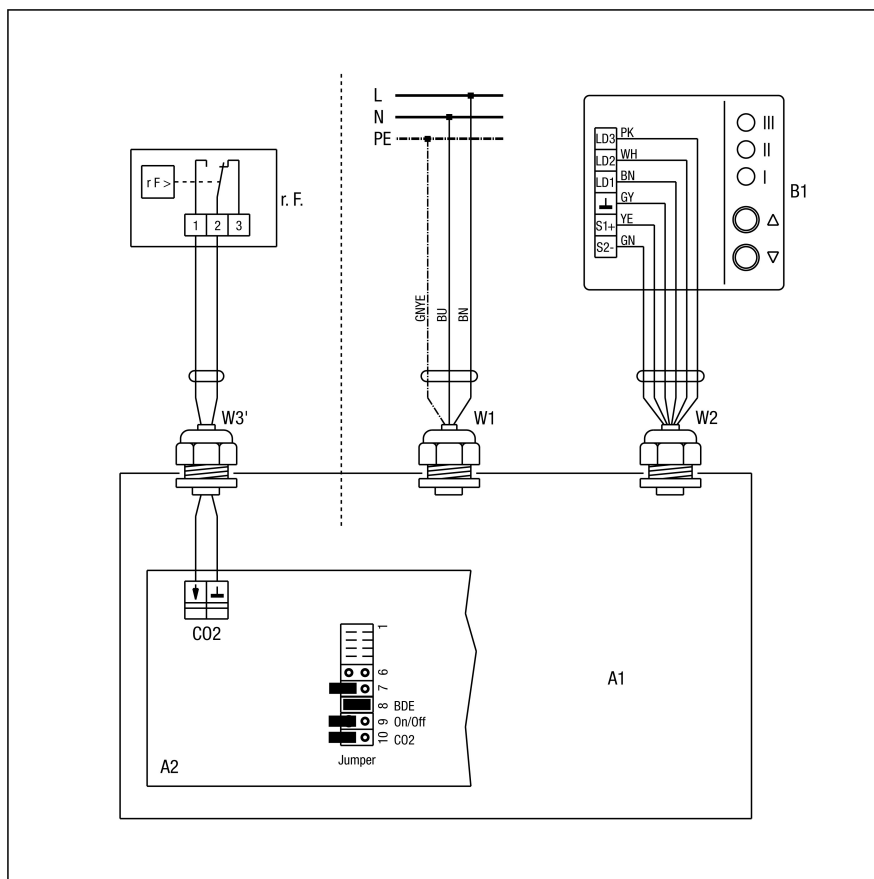 r F >
1 2 3
r. F.
W3'
L
N
PE
GNYE
BU
BN
W1
LD3 PK
LD2 WH
LD1 BN
GY
S1+ YE
S2- GN
III
II
I
B1
W2
CO2
1
6
7
8 BDE
9 On/Off
10 CO2
Jumper
A2
A1